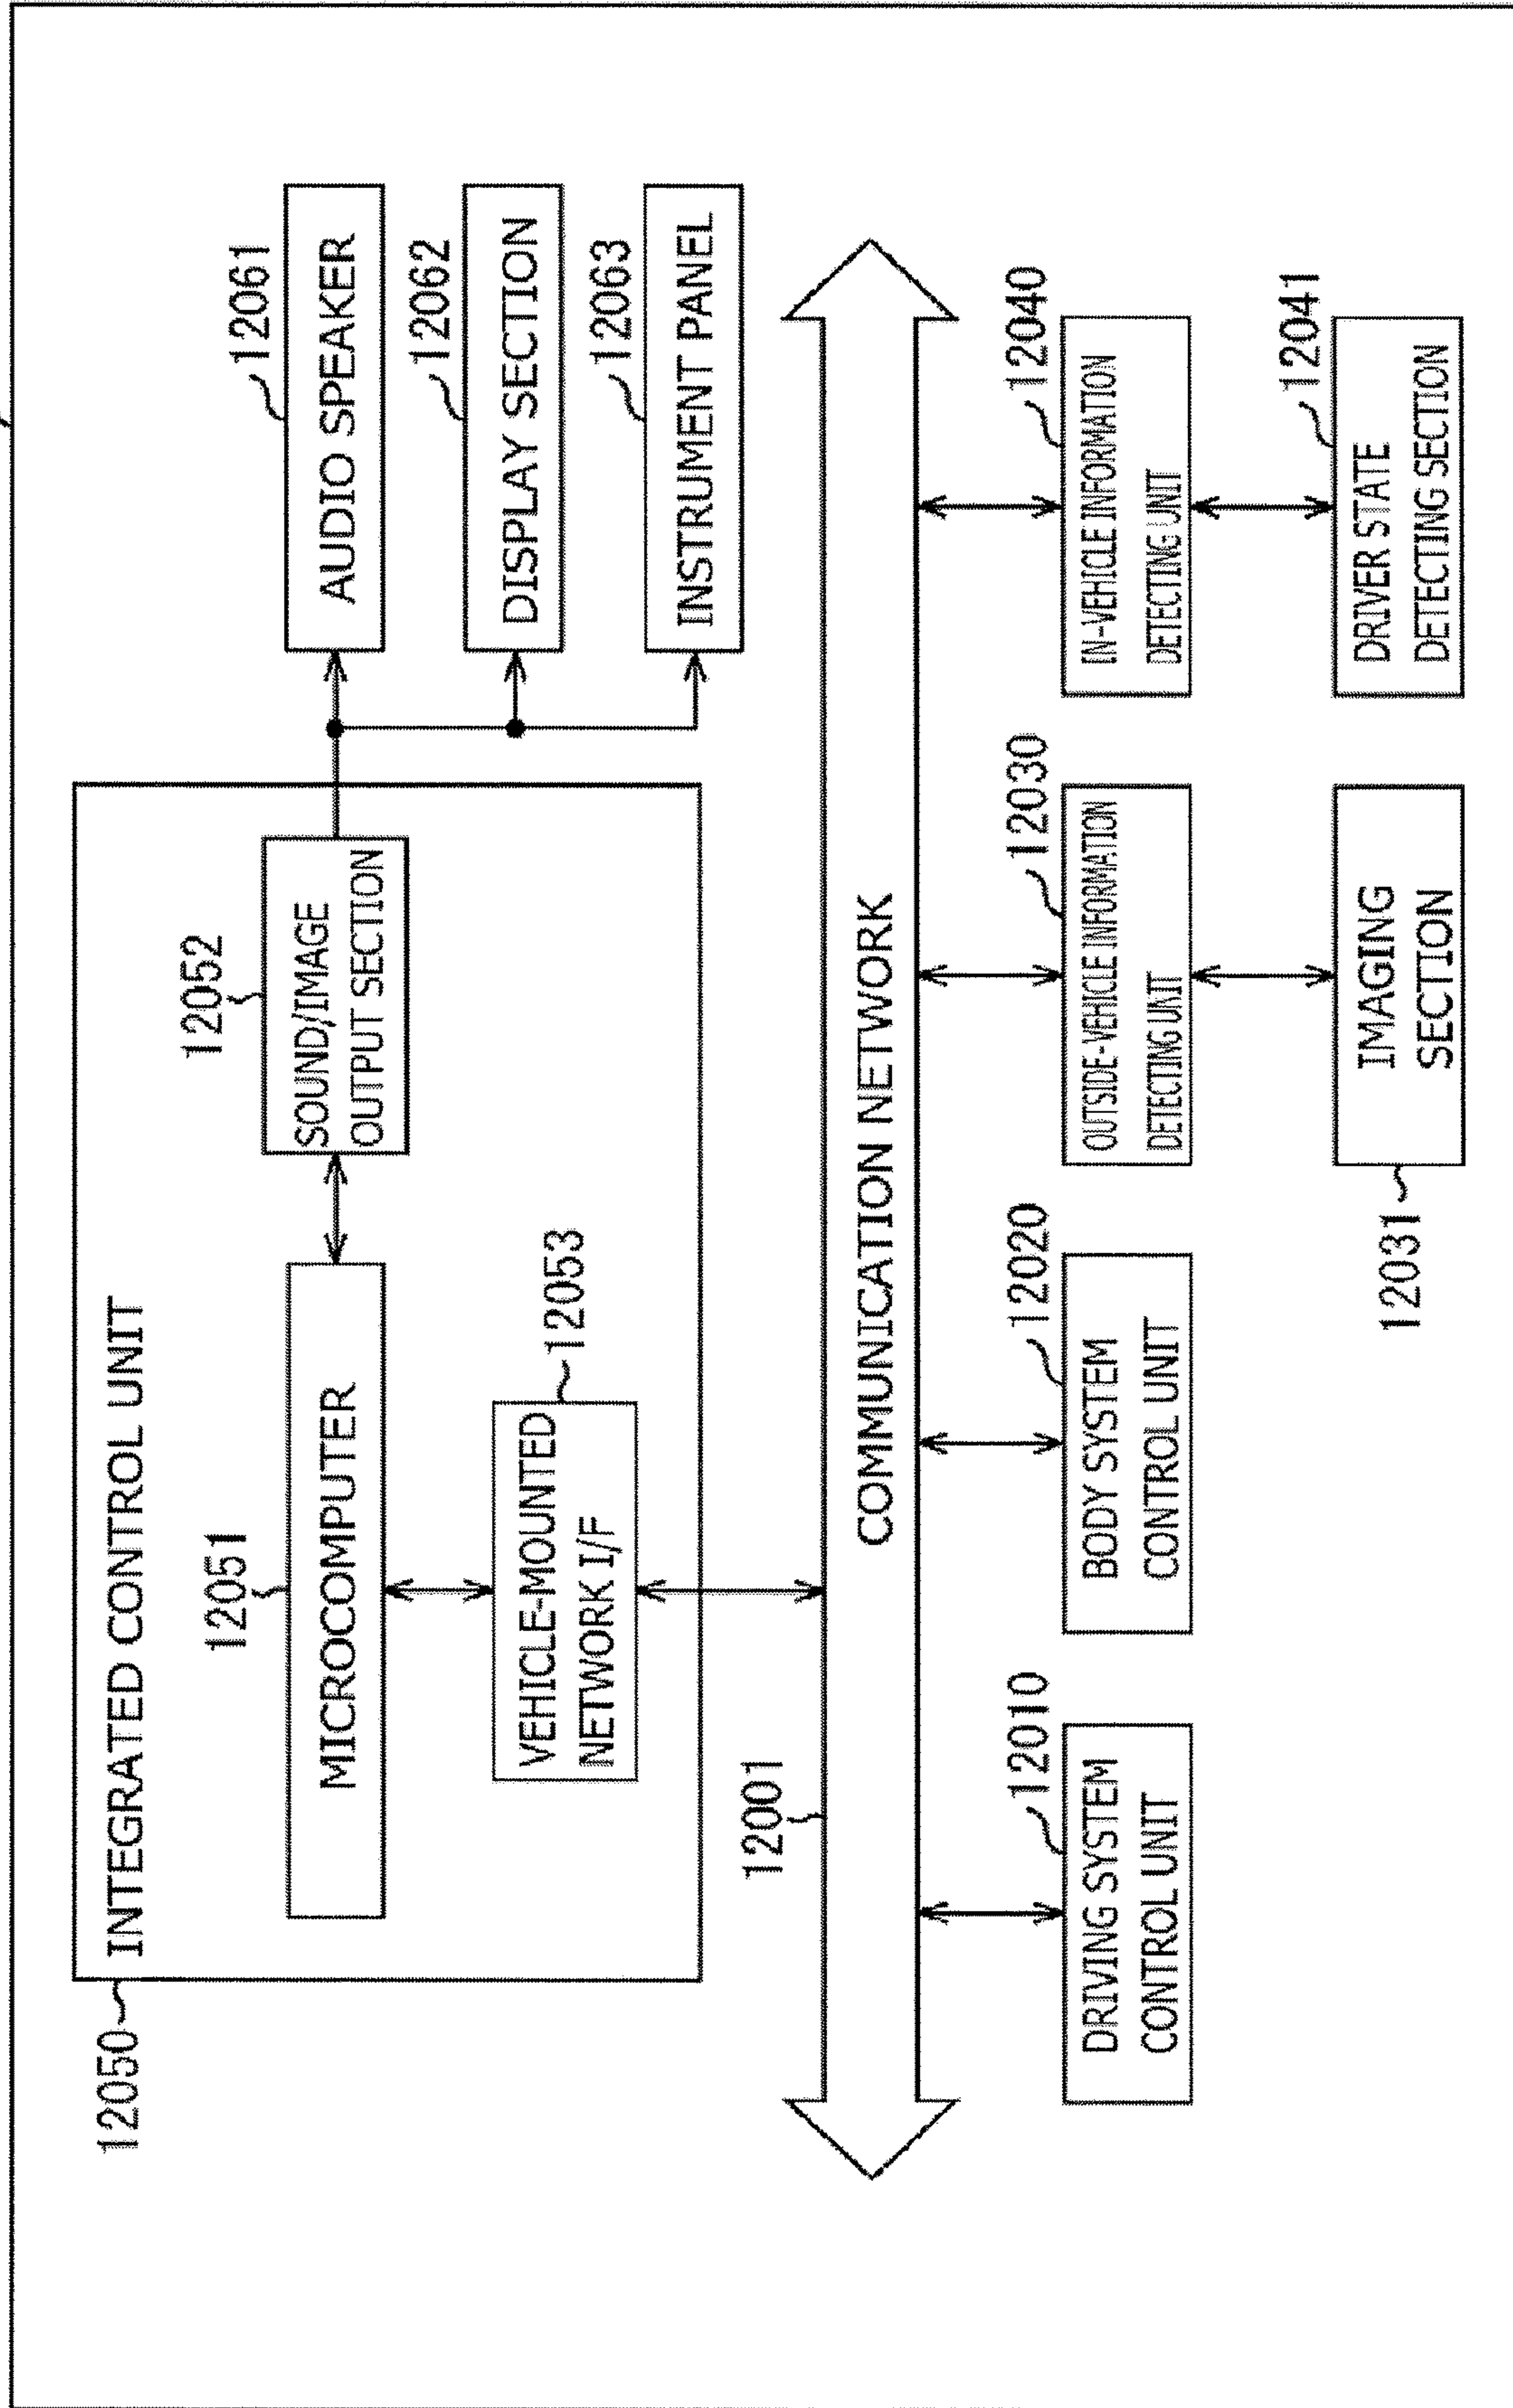 12050
INTEGRATED CONTROL UNIT
12051
MICROCOMPUTER
12052
SOUND/IMAGE
OUTPUT SECTION
12053
VEHICLE-MOUNTED
NETWORK I/F
12061
AUDIO SPEAKER
12062
DISPLAY SECTION
12063
INSTRUMENT PANEL
12001
COMMUNICATION NETWORK
12010
DRIVING SYSTEM
CONTROL UNIT
12020
BODY SYSTEM
CONTROL UNIT
12030
OUTSIDE-VEHICLE INFORMATION
DETECTING UNIT
12040
IN-VEHICLE INFORMATION
DETECTING UNIT
12031
IMAGING
SECTION
12041
DRIVER STATE
DETECTING SECTION